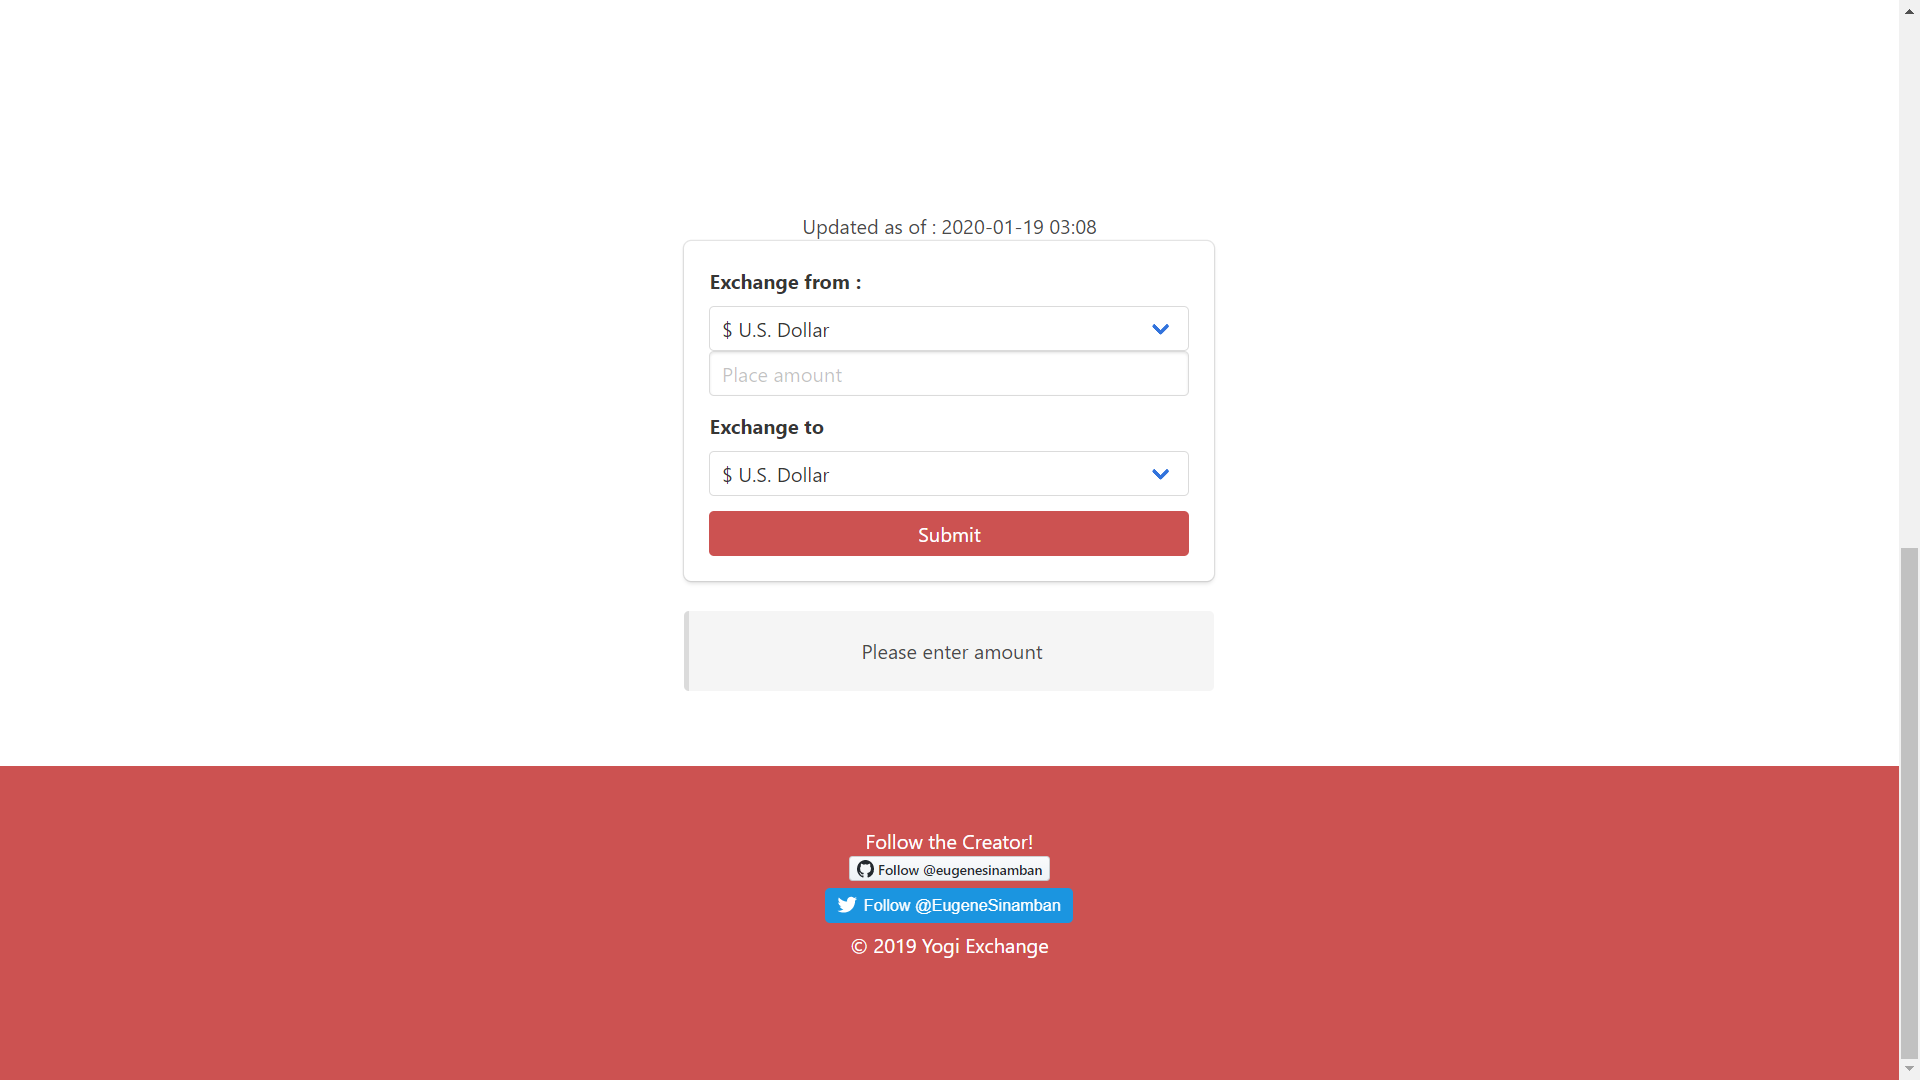 Updated as of : 2020-01-19 03:08
Exchange from :
$ U.S. Dollar
Place amount
Exchange to
$ U.S. Dollar
Submit
Please enter amount
Follow the Creator!
Follow @eugenesinamban
Follow @EugeneSinamban
© 2019 Yogi Exchange